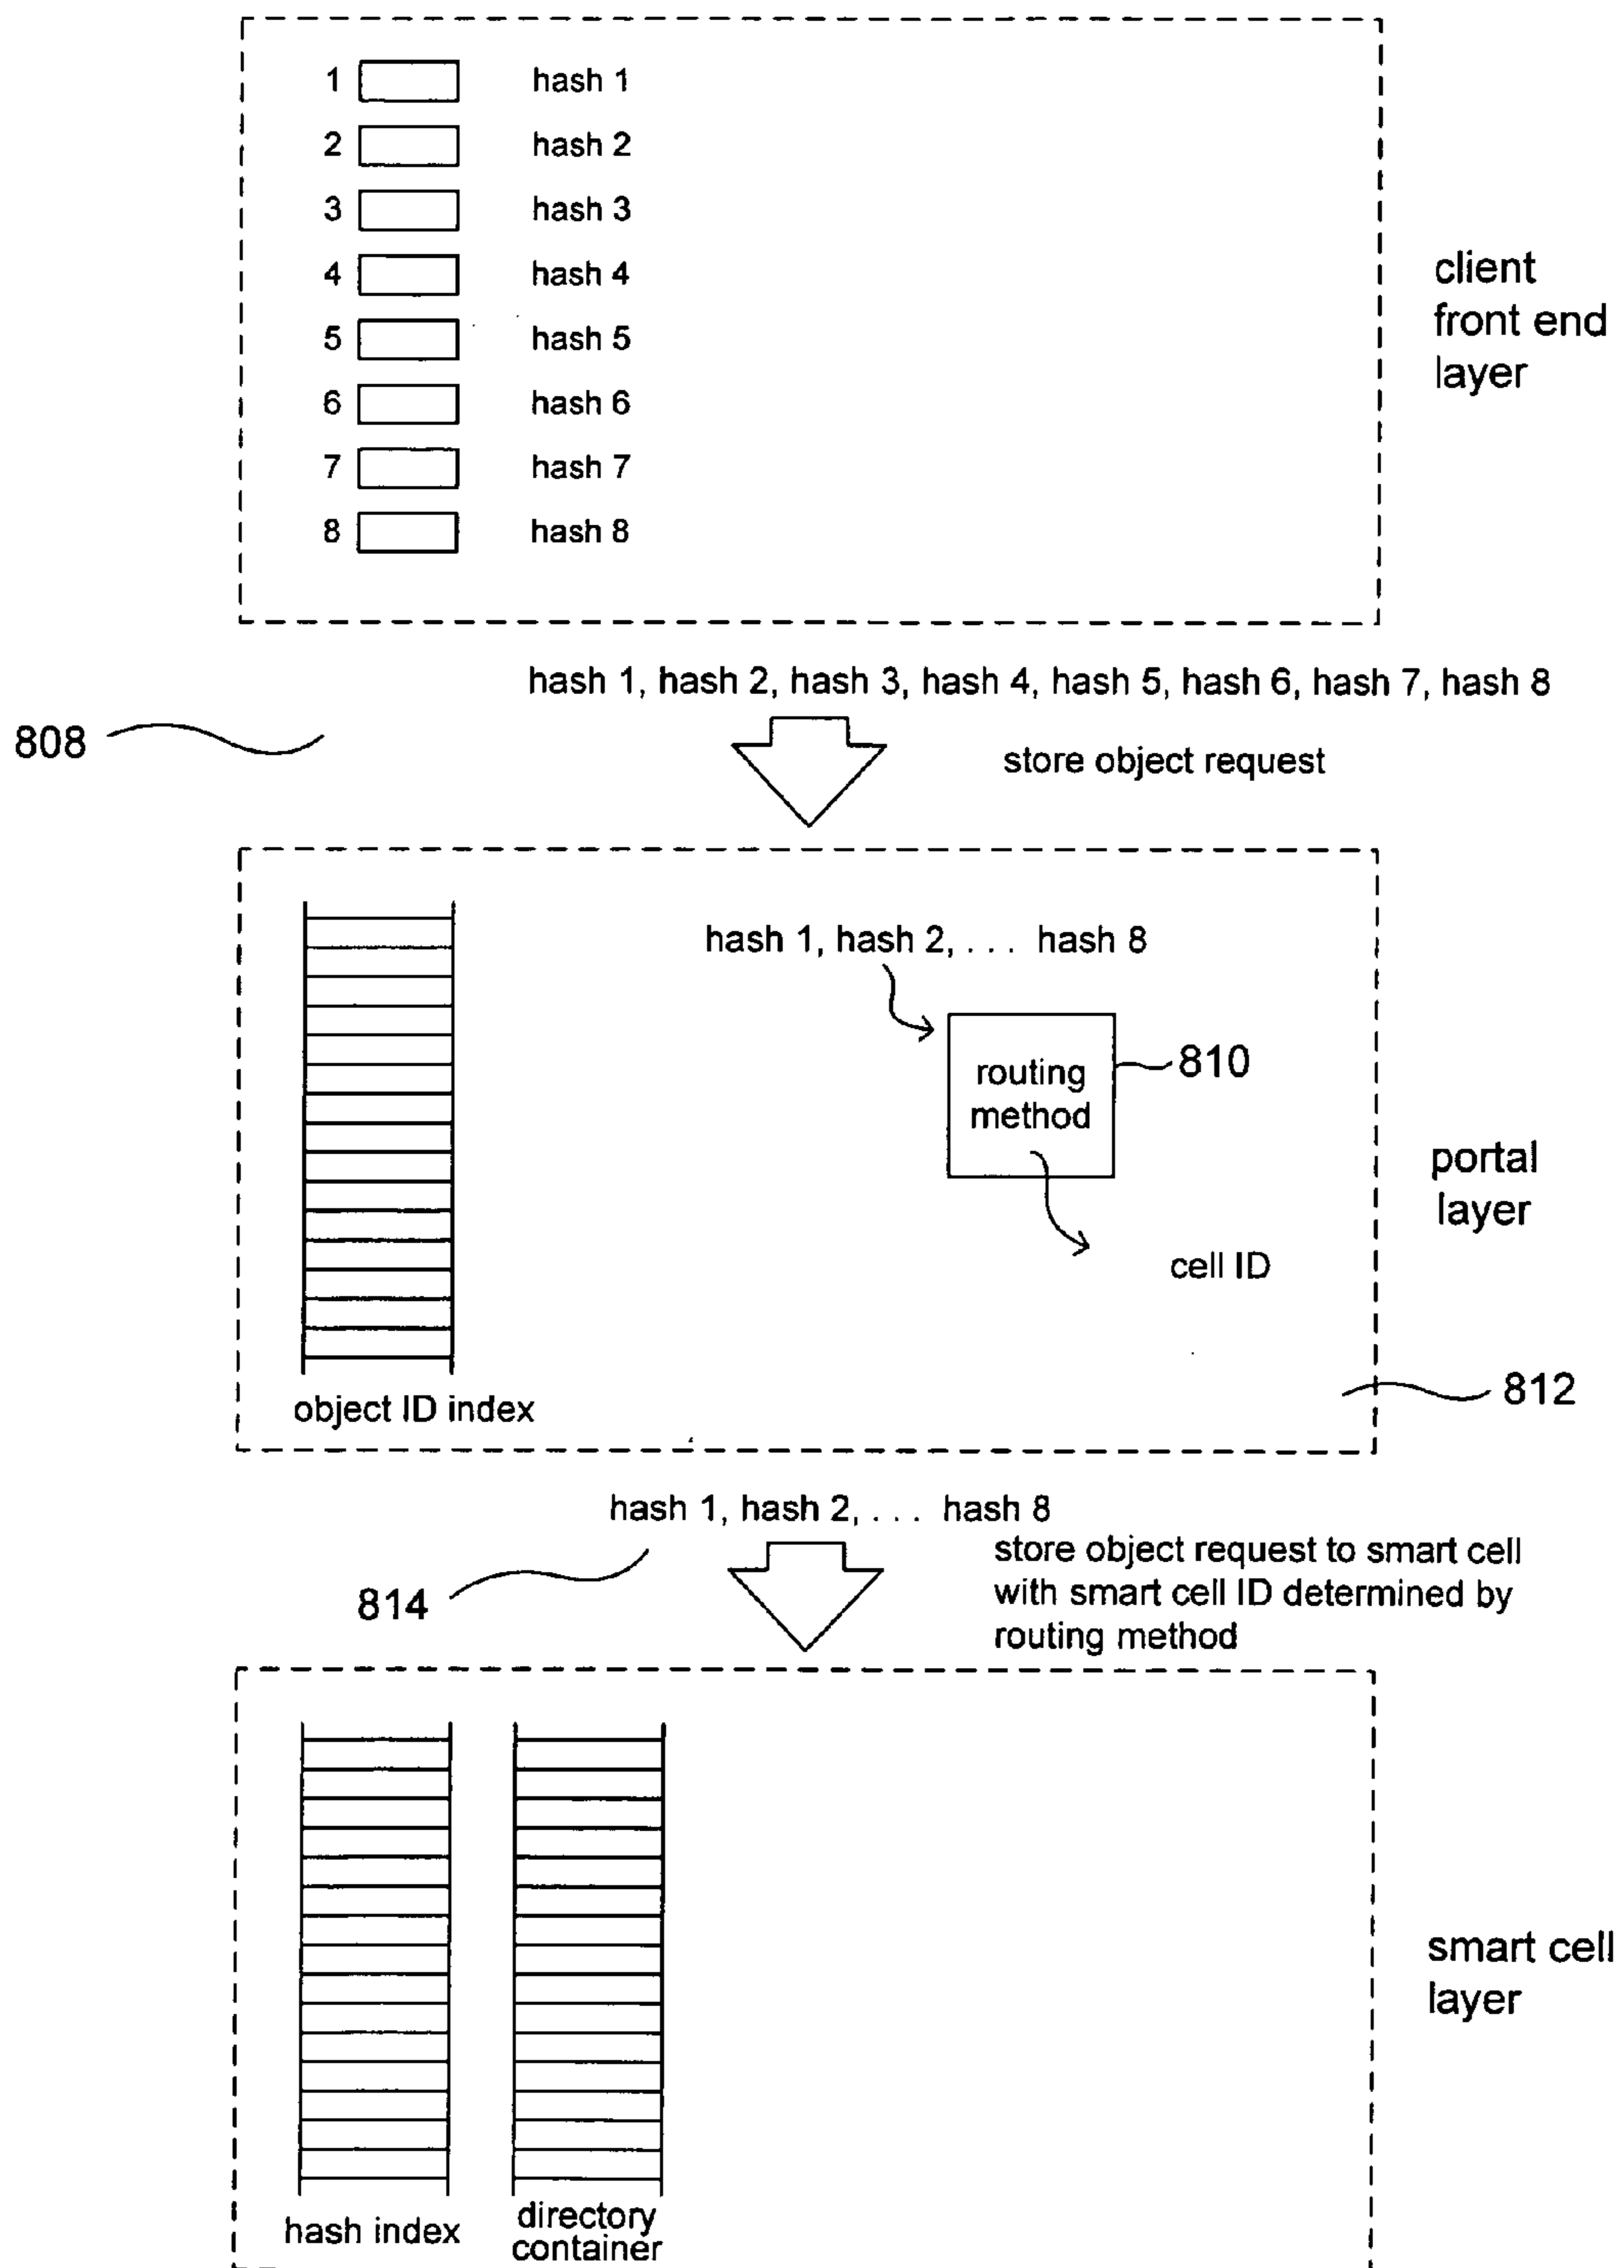 1 hash 1
2 hash 2
3 hash 3
4 hash 4
5 hash 5
6 hash 6
7 hash 7
8 hash 8
client
front end
layer
hash 1, hash 2, hash 3, hash 4, hash 5, hash 6, hash 7, hash 8
808
store object request
hash 1, hash 2, . . . hash 8
routing
method
810
cell ID
portal
layer
812
object ID index
hash 1, hash 2, . . . hash 8
814
store object request to smart cell
with smart cell ID determined by
routing method
smart cell
layer
hash index
directory
container